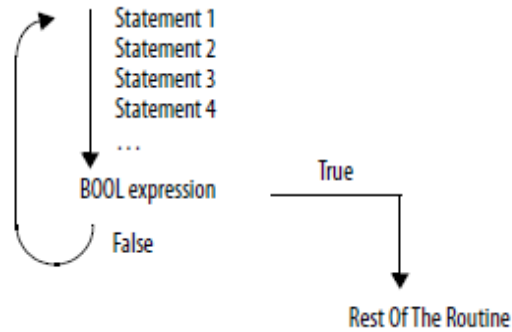 Statement 1
Statement 2
Statement 3
Statement 4
...
BOOL expression
True
False
Rest Of The Routine